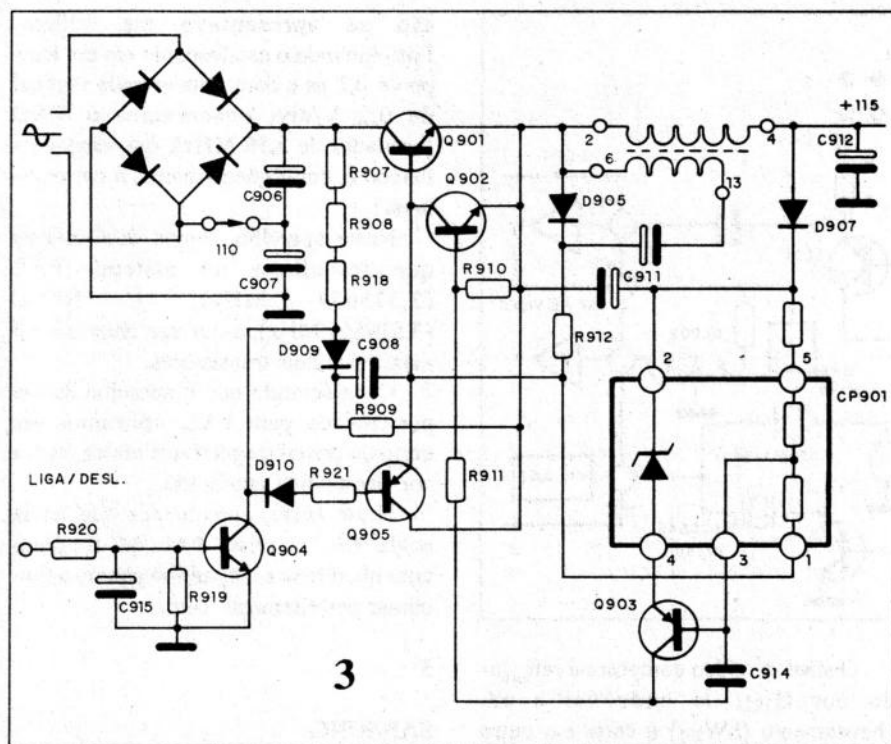 Q901
+115
2
4
C912
6
13
C906
R907
Q902
D905
D907
110
R908
R910
C911
C907
R918
R912
D909
C908
2
5
CP901
R909
LIGA/DESL.
D910
R921
R911
R920
Q904
Q905
4
3
1
C915
R919
Q903
C914
3